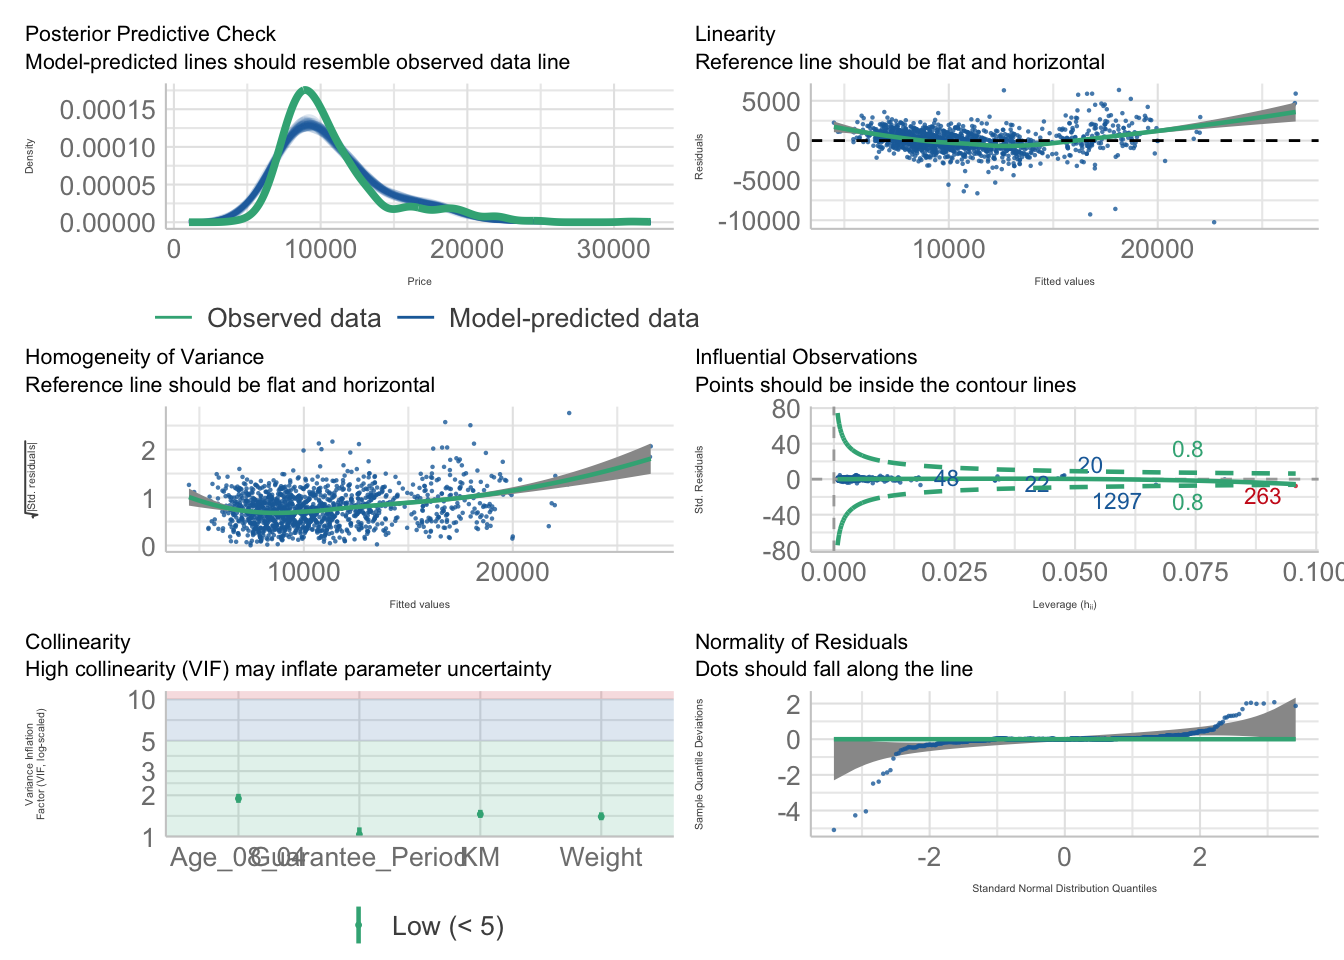 Posterior Predictive Check
Model-predicted lines should resemble observed data line
Density
0.00015
0.00010
0.00005
0.00000
0
10000
20000
30000
Price
Observed data
Model-predicted data
Linearity
Reference line should be flat and horizontal
Residuals
5000
0
-5000
-10000
10000
20000
Fitted values
Homogeneity of Variance
Reference line should be flat and horizontal
√|Std. residuals|
2
1
0
10000
20000
Fitted values
Influential Observations
Points should be inside the contour lines
Std. Residuals
80
40
0
-40
-80
48
22
20
1297
0.8
0.8
263
0.000
0.025
0.050
0.075
0.100
Leverage (hᵢᵢ)
Collinearity
High collinearity (VIF) may inflate parameter uncertainty
Variance Inflation
Factor (VIF, log-scaled)
10
5
3
2
1
Age_08_04
Guarantee_Period
KM
Weight
Low (< 5)
Normality of Residuals
Dots should fall along the line
Sample Quantile Deviations
2
0
-2
-4
-2
0
2
Standard Normal Distribution Quantiles